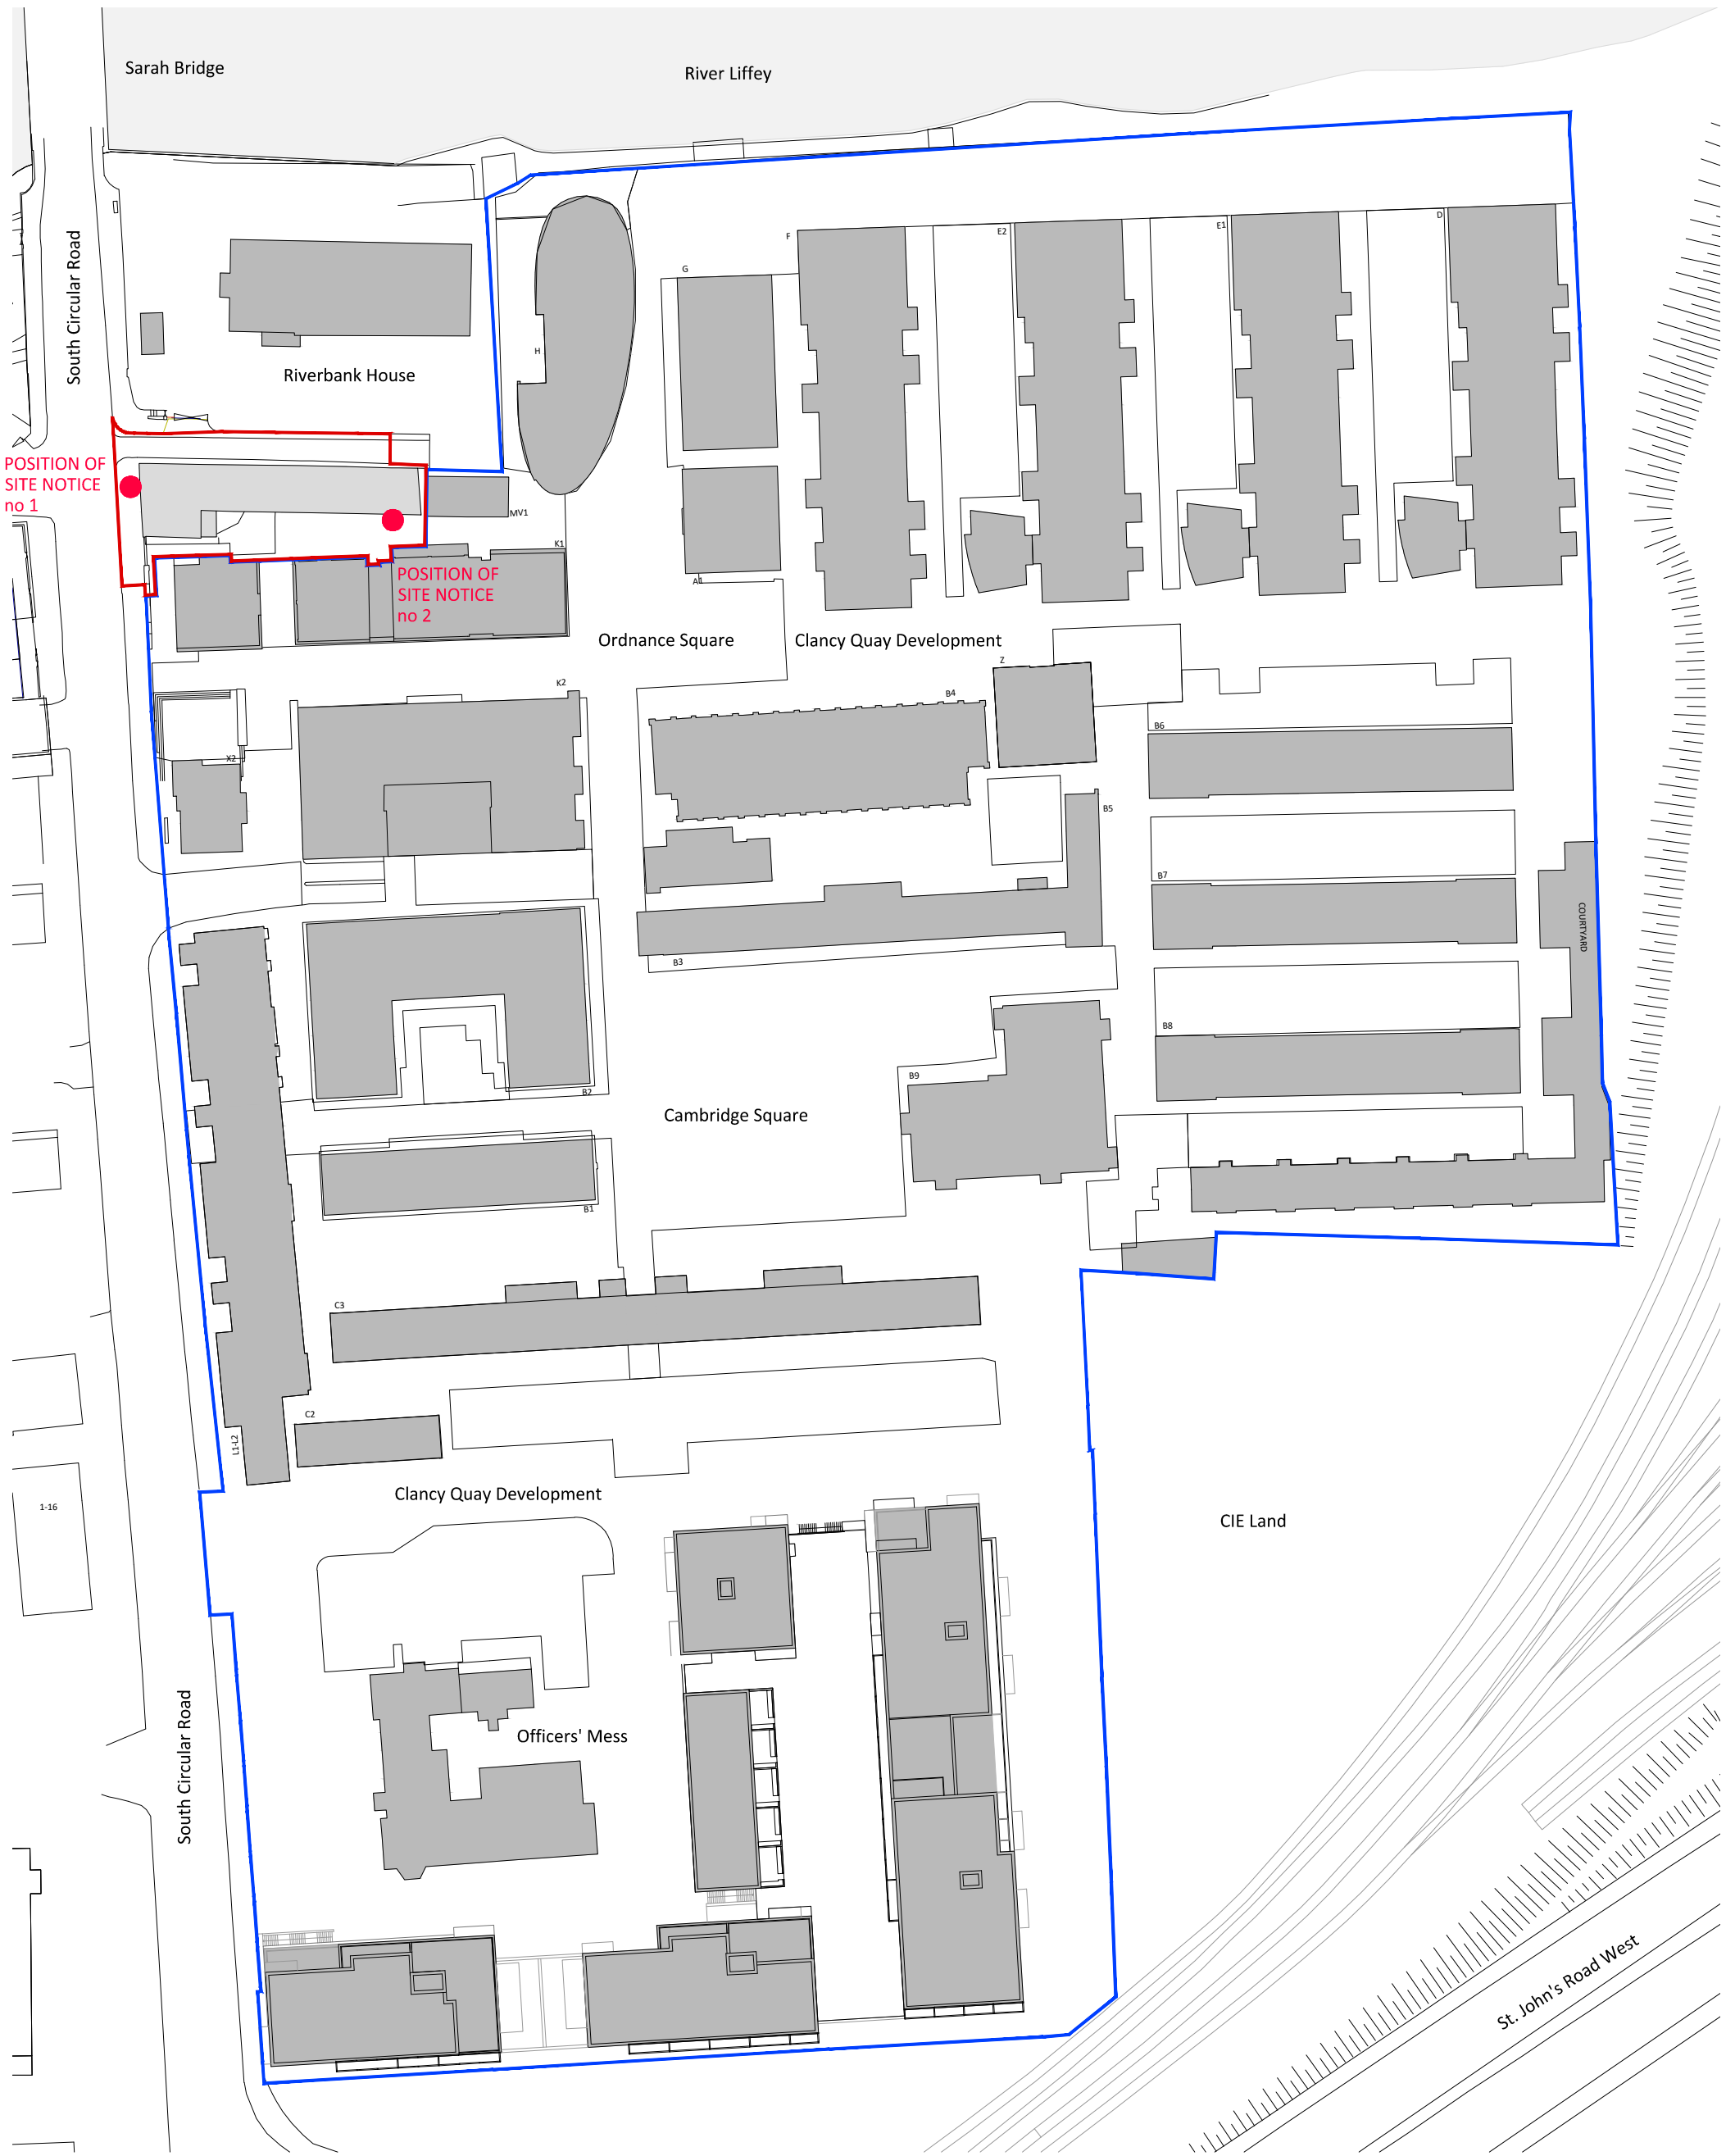 Sarah Bridge
River Liffey
South Circular Road
D
E1
E2
F
G
H
Riverbank House
POSITION OF
SITE NOTICE
no 1
MV1
K1
POSITION OF
SITE NOTICE
no 2
A1
Ordnance Square
Clancy Quay Development
Z
K2
B4
B6
X2
B5
B7
COURTYARD
B3
B8
B9
B2
Cambridge Square
B1
C3
C2
L1-L2
Clancy Quay Development
1-16
CIE Land
South Circular Road
Officers' Mess
St. John's Road West